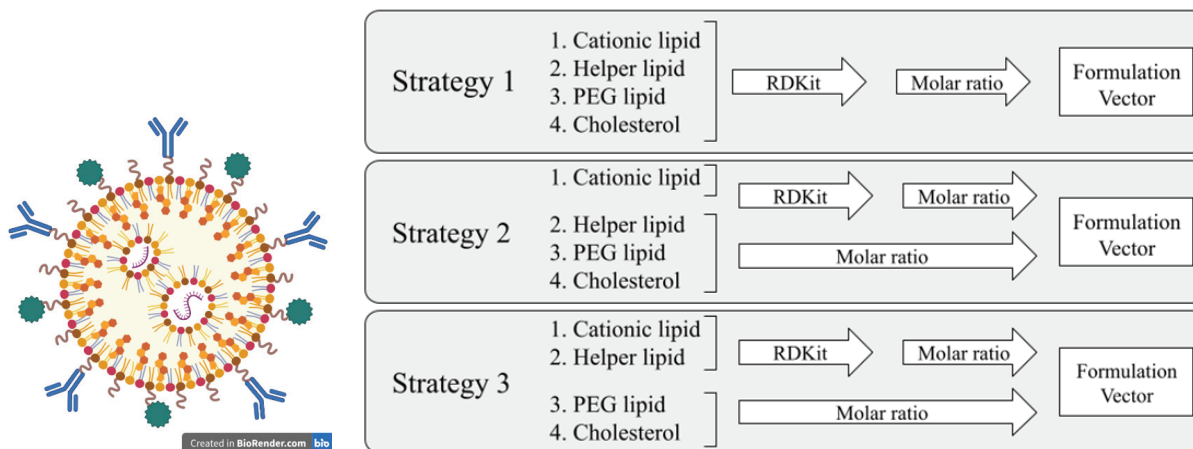 Strategy 1
1. Cationic lipid
2. Helper lipid
3. PEG lipid
4. Cholesterol
RDKit
Molar ratio
Formulation
Vector
Strategy 2
1. Cationic lipid
2. Helper lipid
3. PEG lipid
4. Cholesterol
RDKit
Molar ratio
Molar ratio
Formulation
Vector
Strategy 3
1. Cationic lipid
2. Helper lipid
3. PEG lipid
4. Cholesterol
RDKit
Molar ratio
Molar ratio
Formulation
Vector
Created in BioRender.com bio